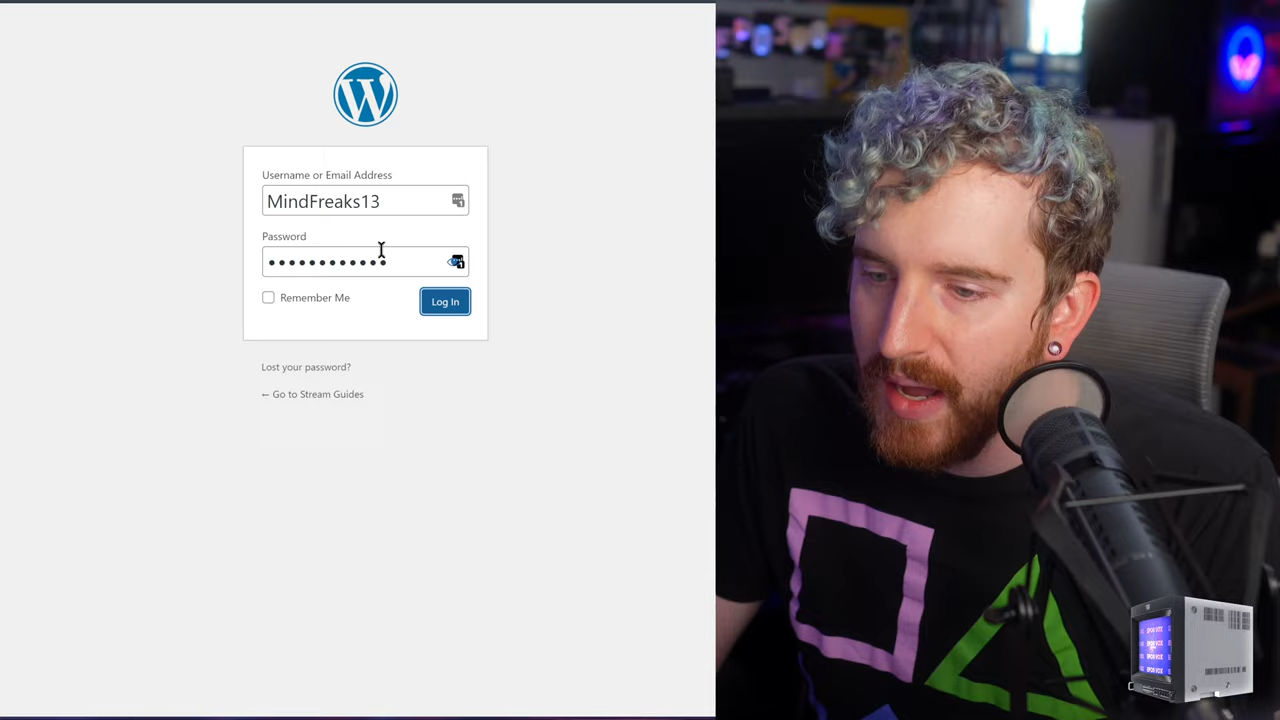 Username or Email Address
MindFreaks13
Password
Remember Me
Log In
Lost your password?
← Go to Stream Guides